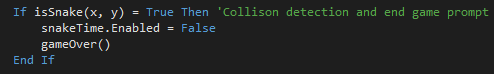 If isSnake(x, y) = True Then 'Collison detection and end game prompt
snakeTime.Enabled = False
gameOver()
End If